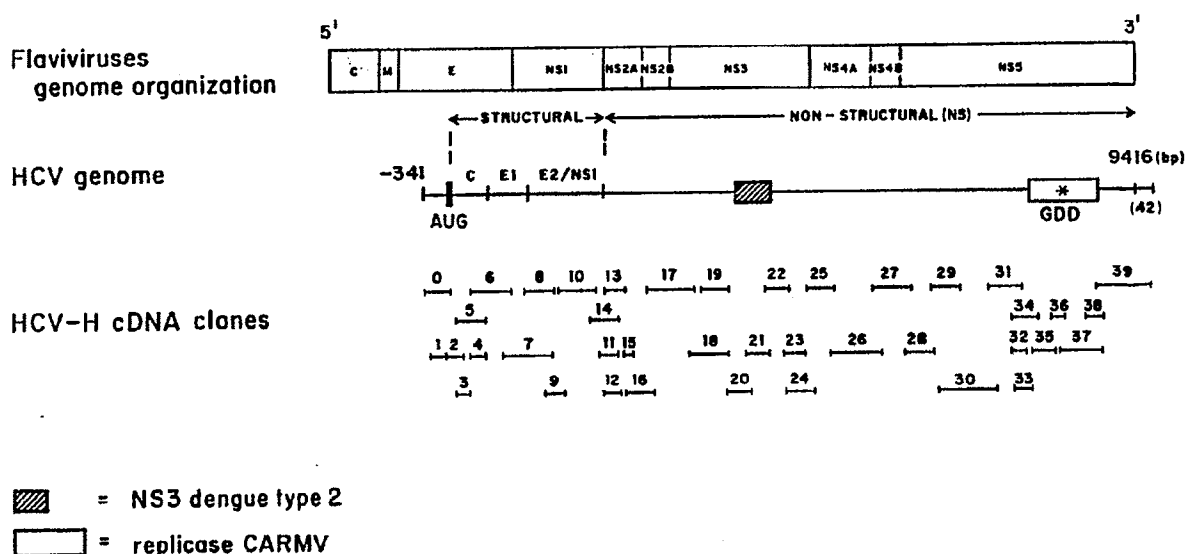 5' 3'
Flaviviruses
genome organization
C M E NS1 NS2A NS2B NS3 NS4A NS4B NS5
STRUCTURAL NON-STRUCTURAL (NS)
HCV genome
-341 C E1 E2/NS1 9416 (bp)
AUG GDD (42)
*
HCV-H cDNA clones
0 6 8 10 13 17 19 22 25 27 29 31 39
5 14 34 36 38
1 2 4 7 11 15 18 21 23 26 28 32 35 37
3 9 12 16 20 24 30 33
= NS3 dengue type 2
= replicase CARMV